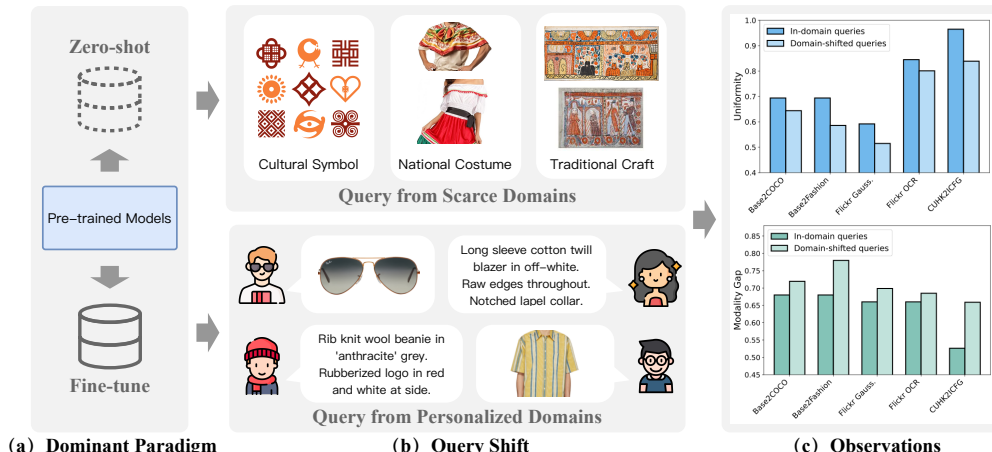 Zero-shot
Pre-trained Models
Fine-tune
(a) Dominant Paradigm
Cultural Symbol
National Costume
Traditional Craft
Query from Scarce Domains
Long sleeve cotton twill
blazer in off-white.
Raw edges throughout.
Notched lapel collar.
Rib knit wool beanie in
'anthracite' grey.
Rubberized logo in red
and white at side.
Query from Personalized Domains
(b) Query Shift
1.0
0.9
0.8
0.7
0.6
0.5
0.4
Uniformity
In-domain queries
Domain-shifted queries
Base2COCO
Base2Fashion
Flickr Gauss.
Flickr OCR
CUHK2ICFG
0.85
0.80
0.75
0.70
0.65
0.60
0.55
0.50
0.45
Modality Gap
In-domain queries
Domain-shifted queries
Base2COCO
Base2Fashion
Flickr Gauss.
Flickr OCR
CUHK2ICFG
(c) Observations